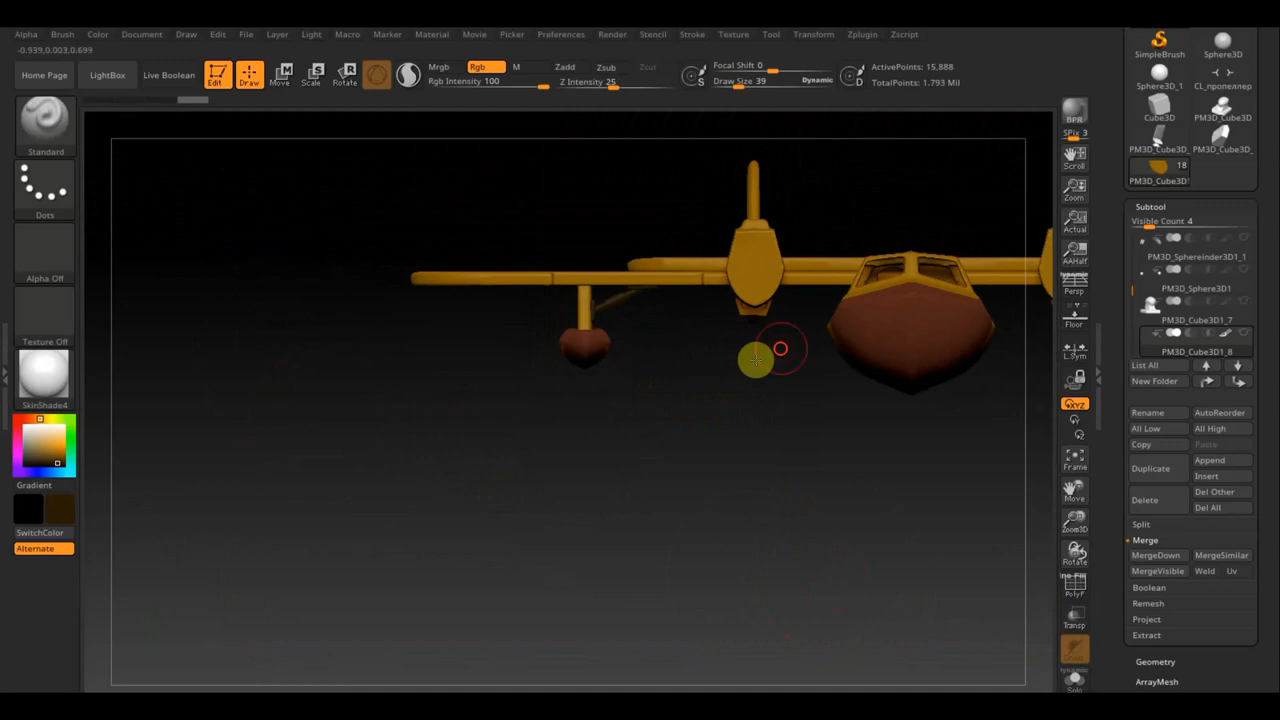 Alpha Brush Color Document Draw Edit File Layer Light Macro Marker Material Movie Picker Preferences Render Stencil Stroke Texture Tool Transform Zplugin Zscript
-0.939,0.003,0.699
Home Page LightBox Live Boolean Edit Draw Move Scale Rotate
Mrgb Rgb M Zadd Zsub Zcut
Rgb Intensity 100 Z Intensity 25
Focal Shift 0
Draw Size 39 Dynamic
ActivePoints: 15,888
TotalPoints: 1.793 Mil
Standard
Dots
Alpha Off
Texture Off
SkinShade4
Gradient
SwitchColor
Alternate
BPR
SPix 3
Scroll
Zoom
Actual
AAHalf
Dynamic
Persp
Floor
L.Sym
XYZ
Frame
Move
Zoom3D
Rotate
Line Fill
PolyF
Transp
Dynamic
Solo
SimpleBrush Sphere3D
Sphere3D_1 CL_пропеллер
Cube3D PM3D_Cube3D
PM3D_Cube3D_ PM3D_Cube3D_
18
PM3D_Cube3D1
Subtool
Visible Count 4
PM3D_Sphereinder3D1_1
PM3D_Sphere3D1
PM3D_Cube3D1_7
PM3D_Cube3D1_8
List All
New Folder
Rename AutoReorder
All Low All High
Copy Paste
Duplicate Append
Insert
Delete Del Other
Del All
Split
Merge
MergeDown MergeSimilar
MergeVisible Weld Uv
Boolean
Remesh
Project
Extract
Geometry
ArrayMesh